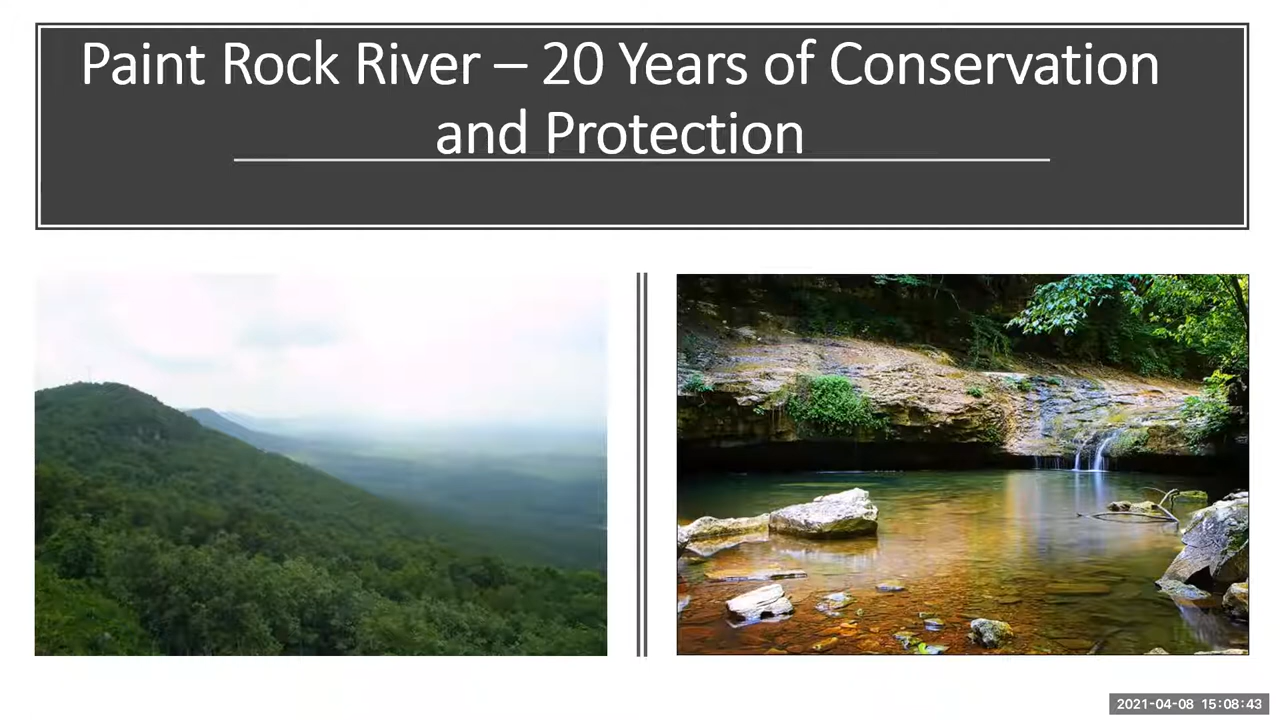 Paint Rock River – 20 Years of Conservation
and Protection
2021-04-08 15:08:43